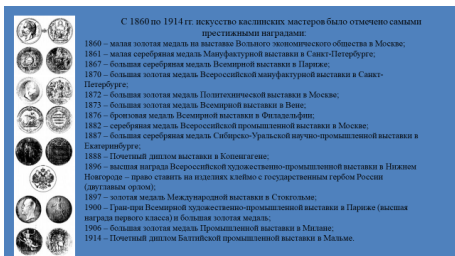 С 1860 по 1914 гг. искусство каслинских мастеров было отмечено самыми
престижными наградами:
1860 – малая золотая медаль на выставке Вольного экономического общества в Москве;
1861 – малая серебряная медаль Мануфактурной выставки в Санкт-Петербурге;
1867 – большая серебряная медаль Всемирной выставки в Париже;
1870 – большая золотая медаль Всероссийской мануфактурной выставки в Санкт-
Петербурге;
1872 – большая золотая медаль Политехнической выставки в Москве;
1873 – большая золотая медаль Всемирной выставки в Вене;
1876 – бронзовая медаль Всемирной выставки в Филадельфии;
1882 – серебряная медаль Всероссийской промышленной выставки в Москве;
1887 – большая серебряная медаль Сибирско-Уральской научно-промышленной выставки в
Екатеринбурге;
1888 – Почетный диплом выставки в Копенгагене;
1896 – высшая награда Всероссийской художественно-промышленной выставки в Нижнем
Новгороде – право ставить на изделиях клеймо с государственным гербом России
(двуглавым орлом);
1897 – золотая медаль Международной выставки в Стокгольме;
1900 – Гран-при Всемирной художественно-промышленной выставки в Париже (высшая
награда первого класса) и большая золотая медаль;
1906 – большая золотая медаль Промышленной выставки в Милане;
1914 – Почетный диплом Балтийской промышленной выставки в Мальме.